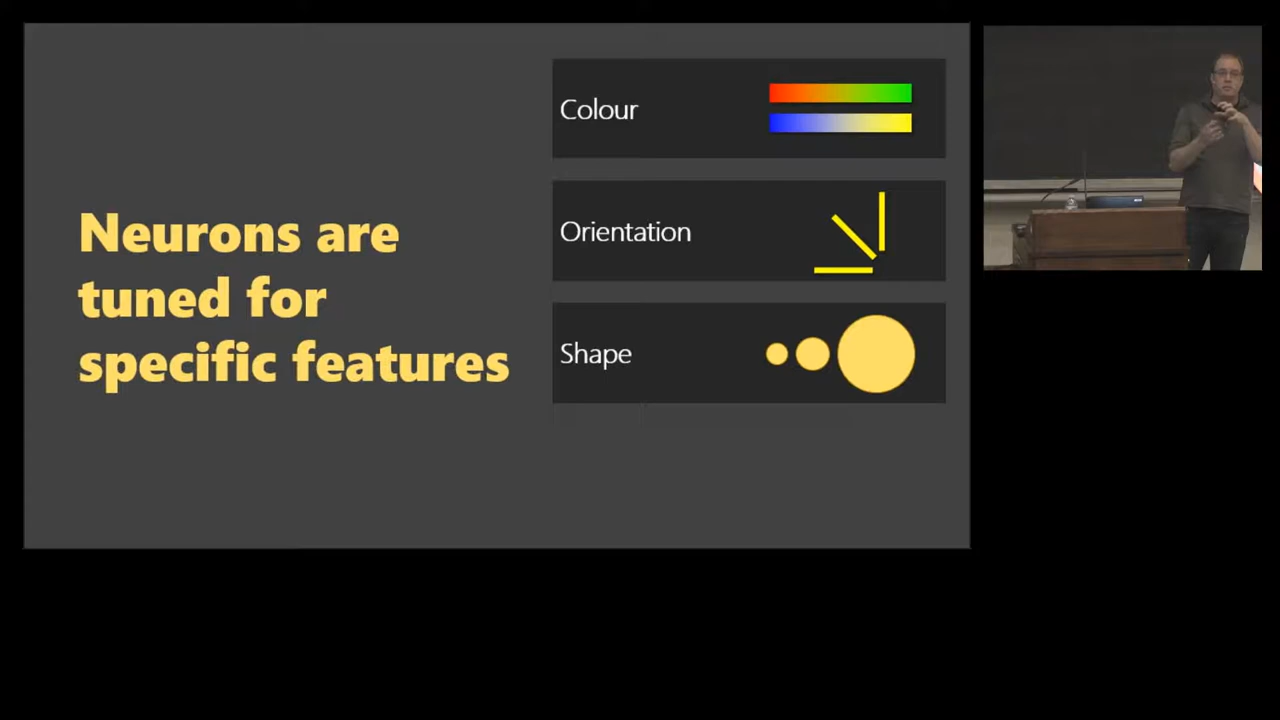 Neurons are
tuned for
specific features
Colour
Orientation
Shape